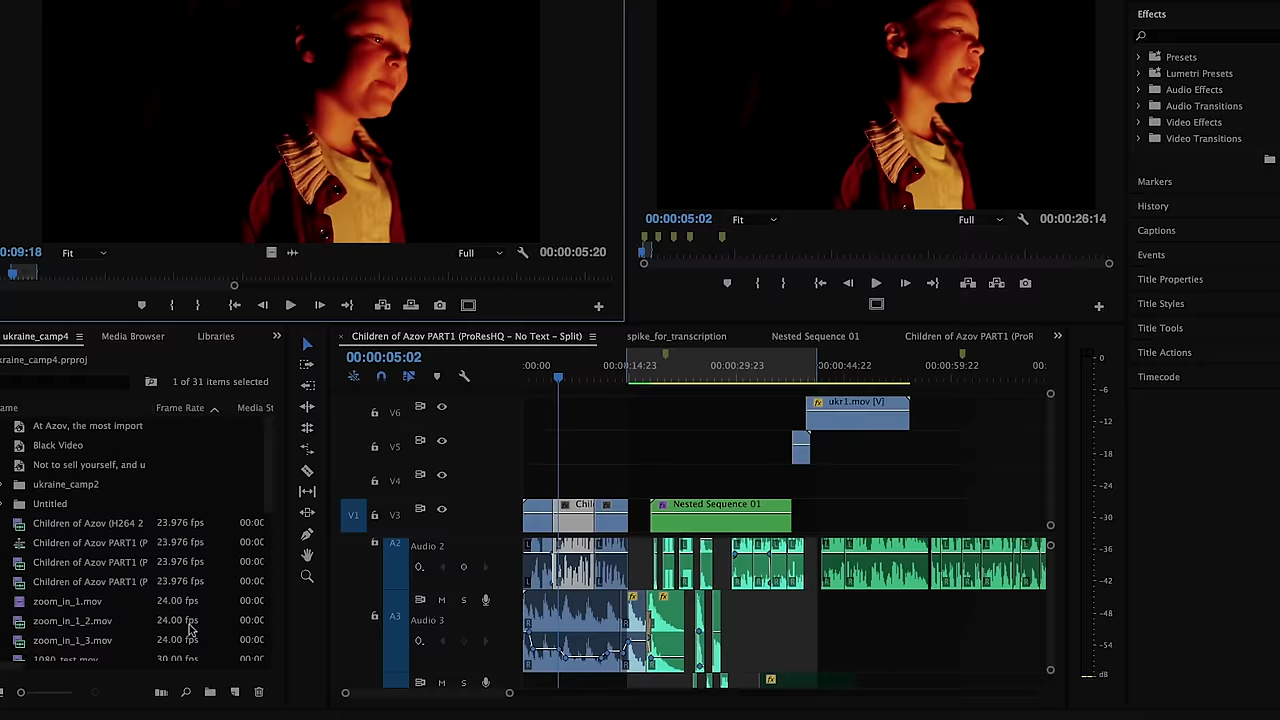 Effects
Presets
Lumetri Presets
Audio Effects
Audio Transitions
Video Effects
Video Transitions
Markers
History
Captions
Events
Title Properties
Title Styles
Title Tools
Title Actions
Timecode
0:09:18 Fit Full 00:00:05:20
00:00:05:02 Fit Full 00:00:26:14
ukraine_camp4 Media Browser Libraries
kraine_camp4.prproj
1 of 31 items selected
ame Frame Rate Media St
At Azov, the most import
Black Video
Not to sell yourself, and u
ukraine_camp2
Untitled
Children of Azov (H264 2 23.976 fps 00:00
Children of Azov PART1 (P 23.976 fps 00:00
Children of Azov PART1 (P 23.976 fps 00:00
Children of Azov PART1 (P 23.976 fps 00:00
zoom_in_1.mov 24.00 fps 00:00
zoom_in_1_2.mov 24.00 fps 00:00
zoom_in_1_3.mov 24.00 fps 00:00
1080_test.mov 30.00 fps 00:00
× Children of Azov PART1 (ProResHQ – No Text – Split) spike_for_transcription Nested Sequence 01 Children of Azov PART1 (ProR
00:00:05:02
:00:00 00:00:14:23 00:00:29:23 00:00:44:22 00:00:59:22 00:
V6 fx ukr1.mov [V]
V5
V4
V1 V3 fx Chil fx fx Nested Sequence 01
A2 Audio 2
L L L
R R R
A3 M S
Audio 3
fx fx
R R R
M S fx
0
-6
-12
-18
-24
-30
-36
-42
-48
-54
dB